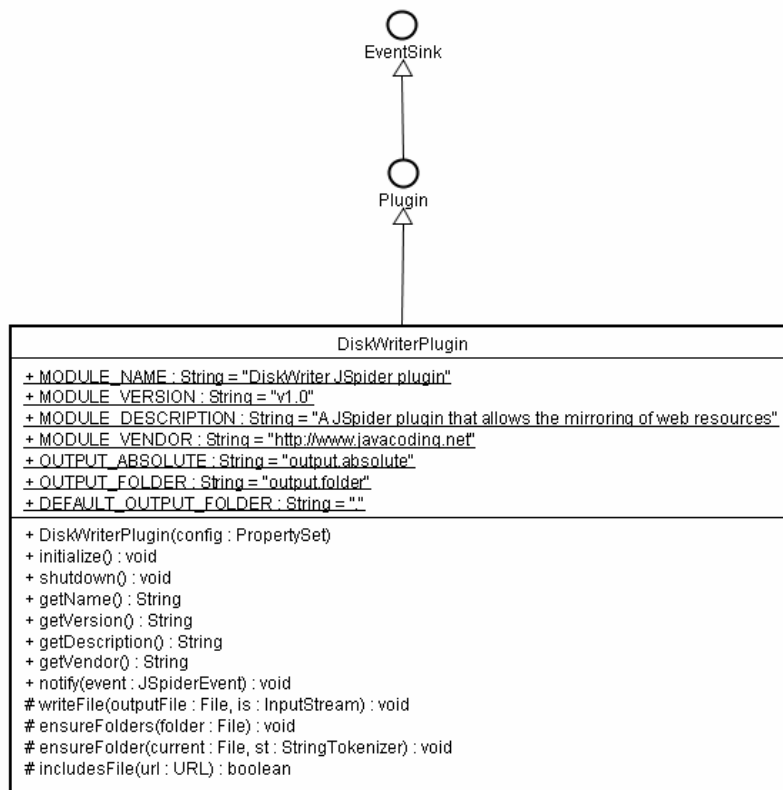 EventSink
Plugin
DiskWriterPlugin
+ MODULE_NAME : String = "DiskWriter JSpider plugin"
+ MODULE_VERSION : String = "v1.0"
+ MODULE_DESCRIPTION : String = "A JSpider plugin that allows the mirroring of web resources"
+ MODULE_VENDOR : String = "http://www.javacoding.net"
+ OUTPUT_ABSOLUTE : String = "output.absolute"
+ OUTPUT_FOLDER : String = "output.folder"
+ DEFAULT_OUTPUT_FOLDER : String = "."
+ DiskWriterPlugin(config : PropertySet)
+ initialize() : void
+ shutdown() : void
+ getName() : String
+ getVersion() : String
+ getDescription() : String
+ getVendor() : String
+ notify(event : JSpiderEvent) : void
# writeFile(outputFile : File, is : InputStream) : void
# ensureFolders(folder : File) : void
# ensureFolder(current : File, st : StringTokenizer) : void
# includesFile(url : URL) : boolean